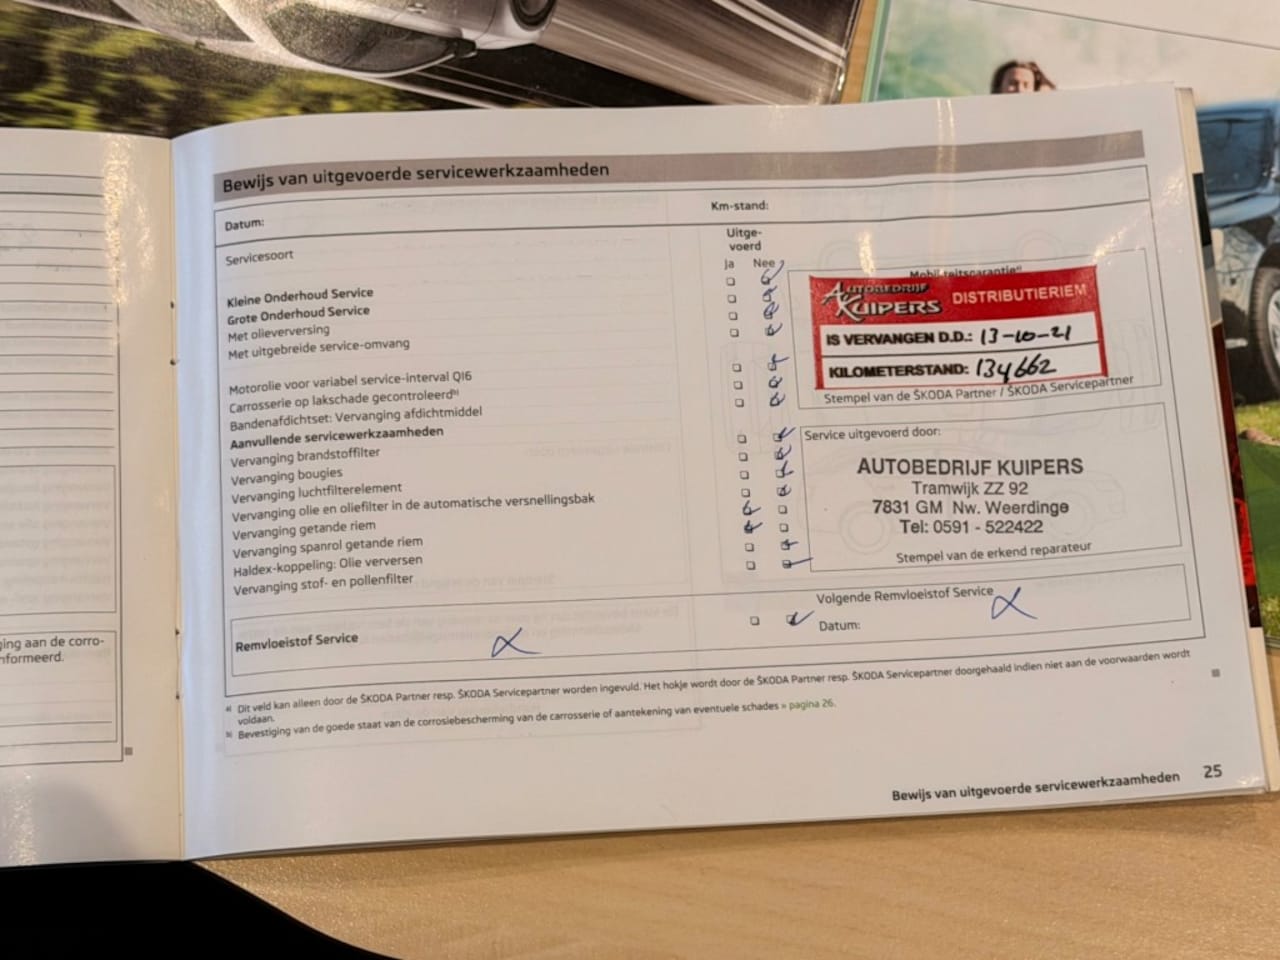 Bewijs van uitgevoerde servicewerkzaamheden
Datum:
Km-stand:
Servicesoort
Uitge-
voerd
Ja Nee
Kleine Onderhoud Service
Grote Onderhoud Service
Met olieverversing
Met uitgebreide service-omvang
Motorolie voor variabel service-interval QI6
Carrosserie op lakschade gecontroleerd b)
Bandenafdichtset: Vervanging afdichtmiddel
Aanvullende servicewerkzaamheden
Vervanging brandstoffilter
Vervanging bougies
Vervanging luchtfilterelement
Vervanging olie en oliefilter in de automatische versnellingsbak
Vervanging getande riem
Vervanging spanrol getande riem
Haldex-koppeling: Olie verversen
Vervanging stof- en pollenfilter
Mobiliteitsgarantie a)
AUTOBEDRIJF
KUIPERS
DISTRIBUTIERIEM
IS VERVANGEN D.D.: 13-10-21
KILOMETERSTAND: 134662
Stempel van de ŠKODA Partner / ŠKODA Servicepartner
Service uitgevoerd door:
AUTOBEDRIJF KUIPERS
Tramwijk ZZ 92
7831 GM Nw. Weerdinge
Tel: 0591 - 522422
Stempel van de erkend reparateur
Remvloeistof Service
Volgende Remvloeistof Service
Datum:
a) Dit veld kan alleen door de ŠKODA Partner resp. ŠKODA Servicepartner worden ingevuld. Het hokje wordt door de ŠKODA Partner resp. ŠKODA Servicepartner doorgehaald indien niet aan de voorwaarden wordt
voldaan.
b) Bevestiging van de goede staat van de corrosiebescherming van de carrosserie of aantekening van eventuele schades » pagina 26.
Bewijs van uitgevoerde servicewerkzaamheden 25
ging aan de corro-
nformeerd.